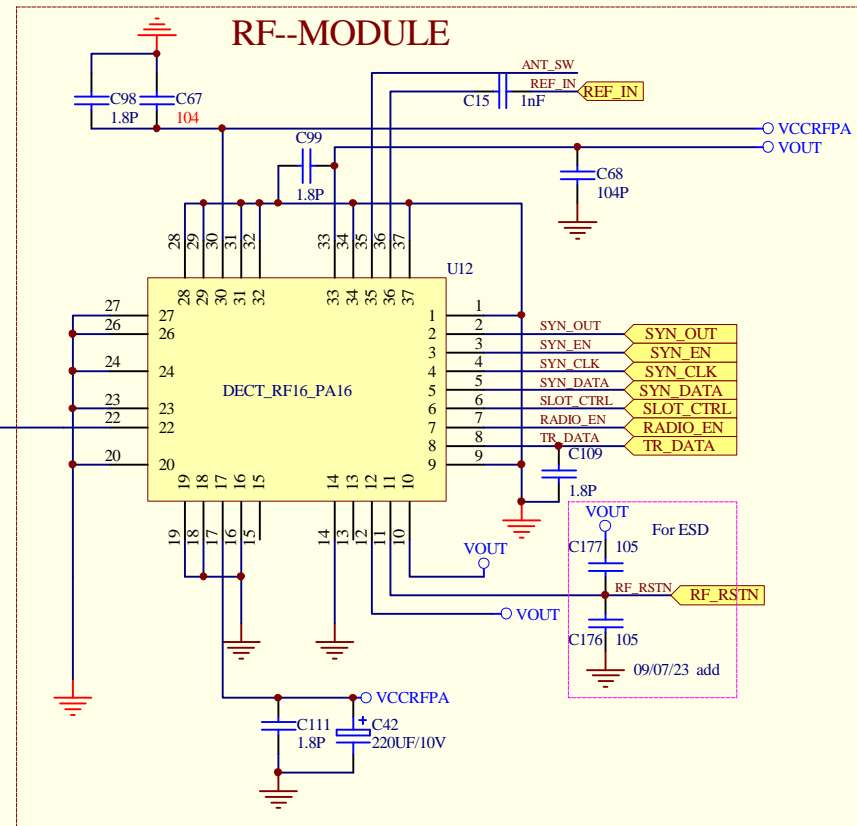 RF--MODULE
ANT_SW
REF_IN
REF_IN
C15
1nF
C98
1.8P
C67
104
VCCRFPA
VOUT
C99
1.8P
C68
104P
28
29
30
31
32
33
34
35
36
37
U12
28
29
30
31
32
33
34
35
36
37
27
27
26
26
24
24
23
23
22
22
20
20
DECT_RF16_PA16
1
1
2
2
SYN_OUT
SYN_OUT
3
3
SYN_EN
SYN_EN
4
4
SYN_CLK
SYN_CLK
5
5
SYN_DATA
SYN_DATA
6
6
SLOT_CTRL
SLOT_CTRL
7
7
RADIO_EN
RADIO_EN
8
8
TR_DATA
TR_DATA
9
9
C109
1.8P
19
18
17
16
15
14
13
12
11
10
19
18
17
16
15
14
13
12
11
10
VOUT
VOUT
VOUT
For ESD
C177
105
RF_RSTN
RF_RSTN
C176
105
09/07/23 add
VCCRFPA
C111
1.8P
+
C42
220UF/10V